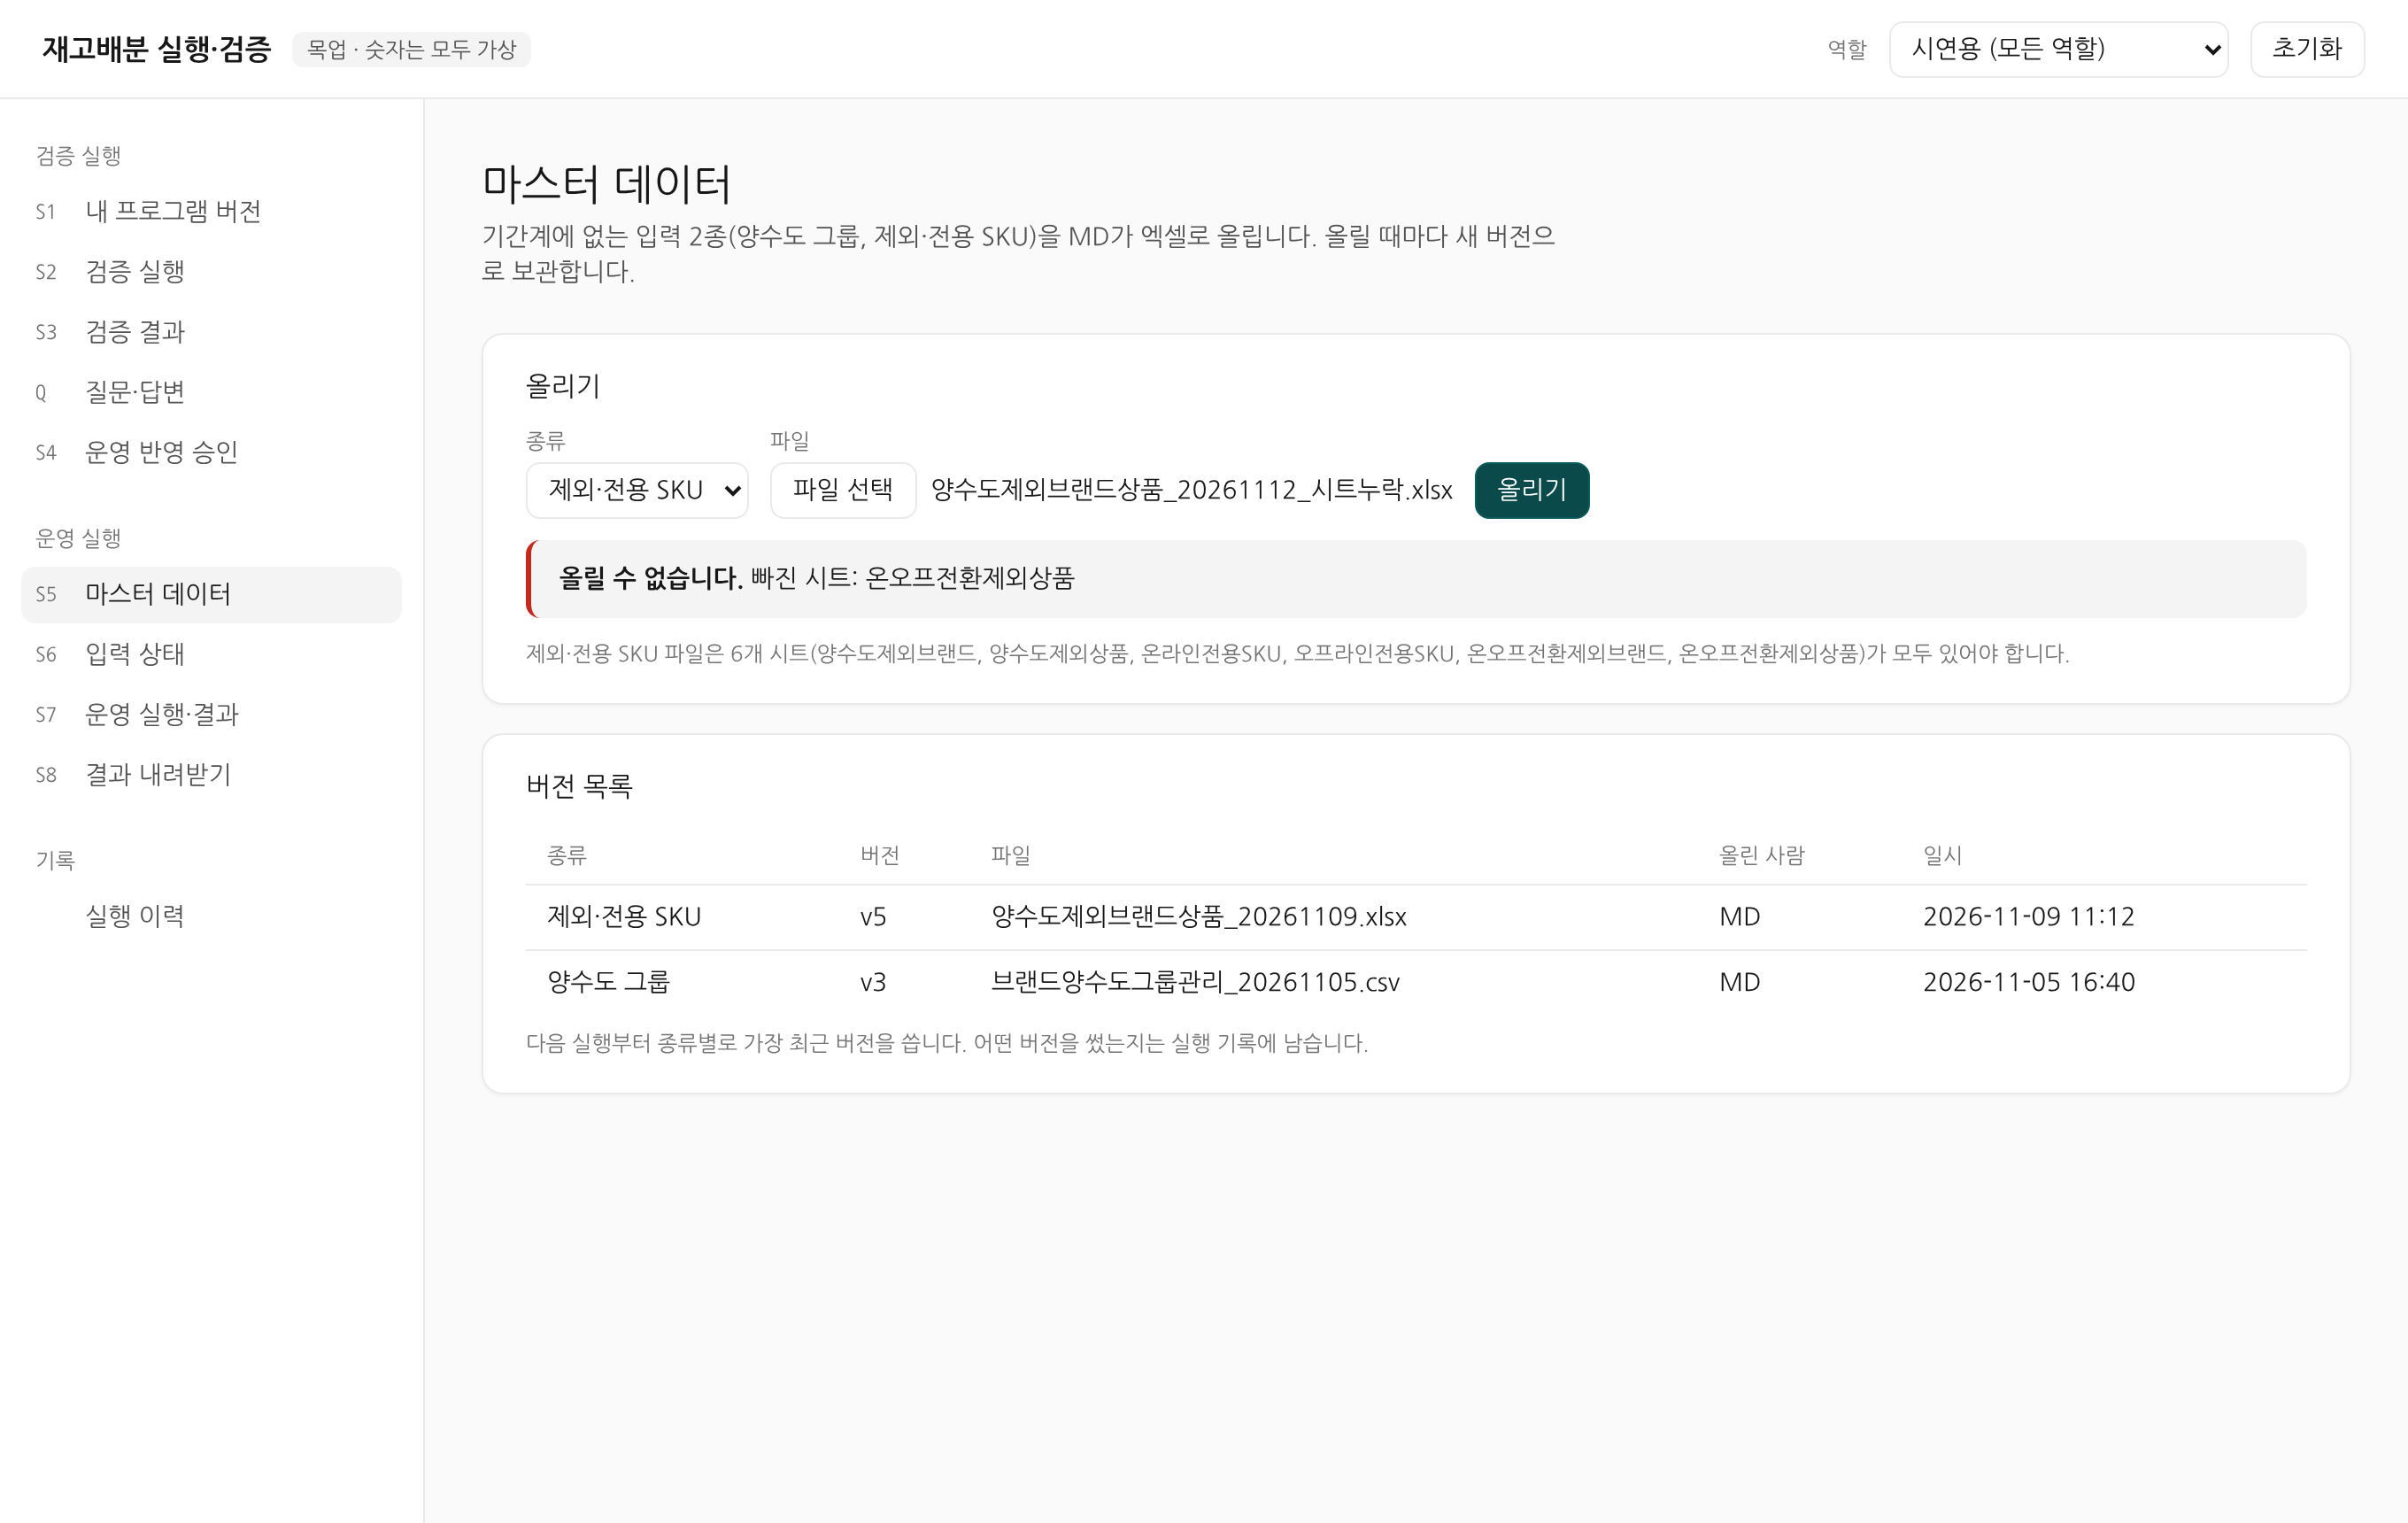 재고배분 실행·검증 목업 · 숫자는 모두 가상 역할 시연용 (모든 역할) 초기화
검증 실행
S1 내 프로그램 버전
S2 검증 실행
S3 검증 결과
Q 질문·답변
S4 운영 반영 승인
운영 실행
S5 마스터 데이터
S6 입력 상태
S7 운영 실행·결과
S8 결과 내려받기
기록
실행 이력
마스터 데이터
기간계에 없는 입력 2종(양수도 그룹, 제외·전용 SKU)을 MD가 엑셀로 올립니다. 올릴 때마다 새 버전으
로 보관합니다.
올리기
종류 파일
제외·전용 SKU 파일 선택 양수도제외브랜드상품_20261112_시트누락.xlsx 올리기
올릴 수 없습니다. 빠진 시트: 온오프전환제외상품
제외·전용 SKU 파일은 6개 시트(양수도제외브랜드, 양수도제외상품, 온라인전용SKU, 오프라인전용SKU, 온오프전환제외브랜드, 온오프전환제외상품)가 모두 있어야 합니다.
버전 목록
종류 버전 파일 올린 사람 일시
제외·전용 SKU v5 양수도제외브랜드상품_20261109.xlsx MD 2026-11-09 11:12
양수도 그룹 v3 브랜드양수도그룹관리_20261105.csv MD 2026-11-05 16:40
다음 실행부터 종류별로 가장 최근 버전을 씁니다. 어떤 버전을 썼는지는 실행 기록에 남습니다.